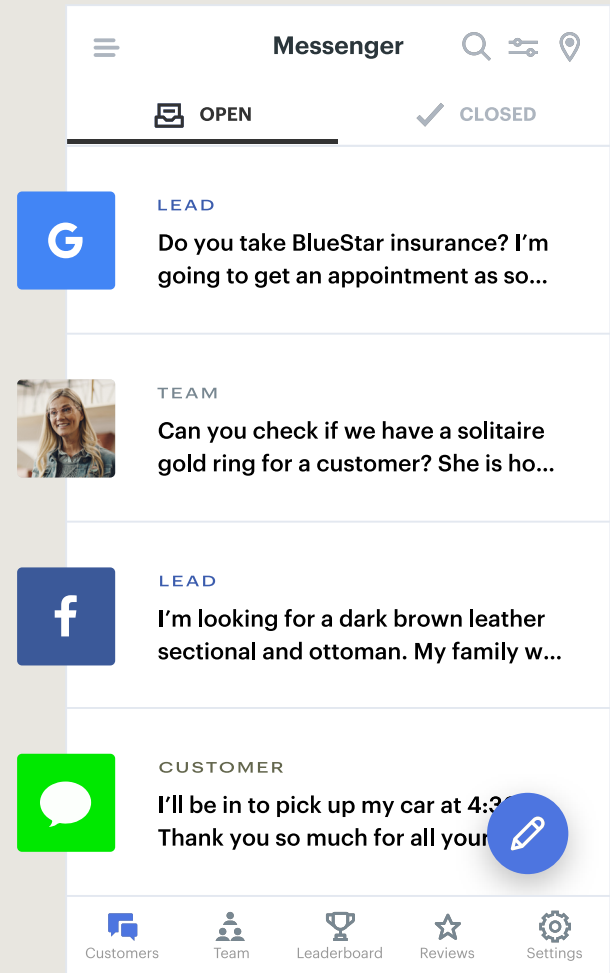 Messenger
OPEN
CLOSED
LEAD
Do you take BlueStar insurance? I’m
going to get an appointment as so...
TEAM
Can you check if we have a solitaire
gold ring for a customer? She is ho...
LEAD
I’m looking for a dark brown leather
sectional and ottoman. My family w...
CUSTOMER
I’ll be in to pick up my car at
Thank you so much for all your
Customers
Team
Leaderboard
Reviews
Settings